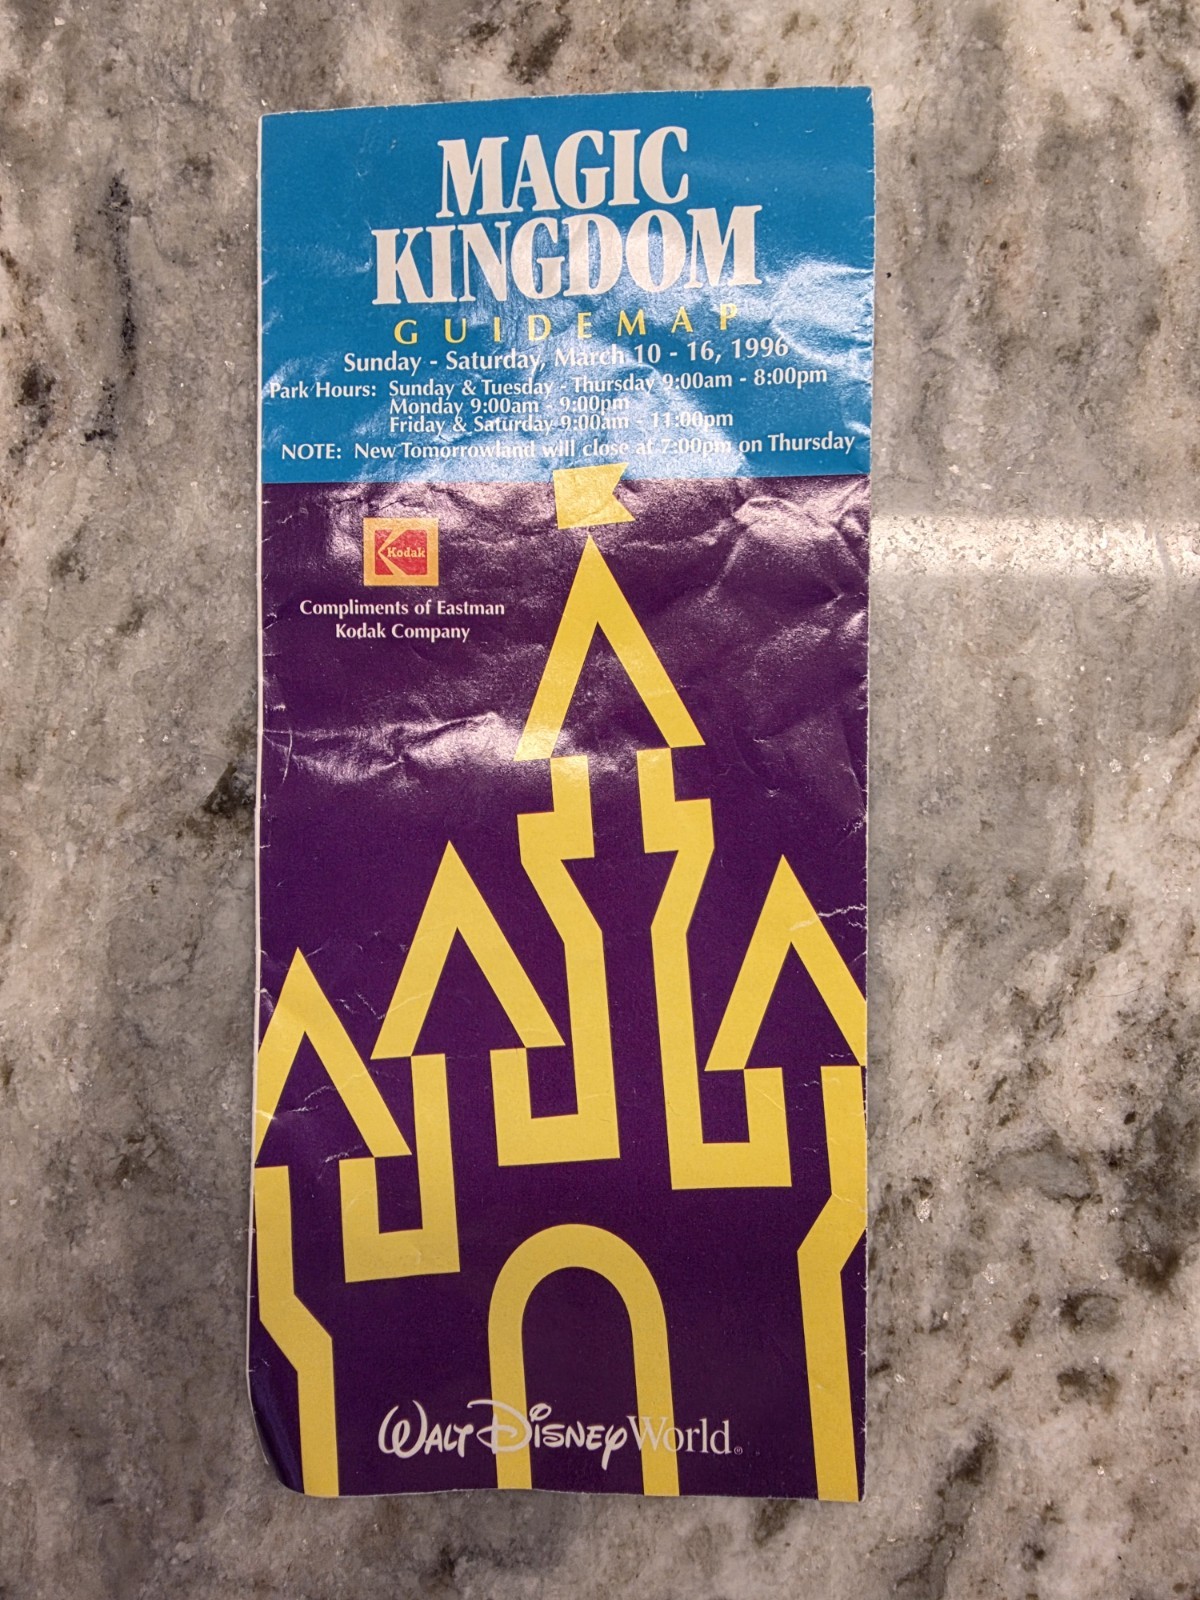 MAGIC
KINGDOM
GUIDEMAP
Sunday - Saturday, March 10 - 16, 1996
Park Hours: Sunday & Tuesday - Thursday 9:00am - 8:00pm
Monday 9:00am - 9:00pm
Friday & Saturday 9:00am - 11:00pm
NOTE: New Tomorrowland will close at 7:00pm on Thursday
Kodak
Compliments of Eastman
Kodak Company
WALT DISNEY World®